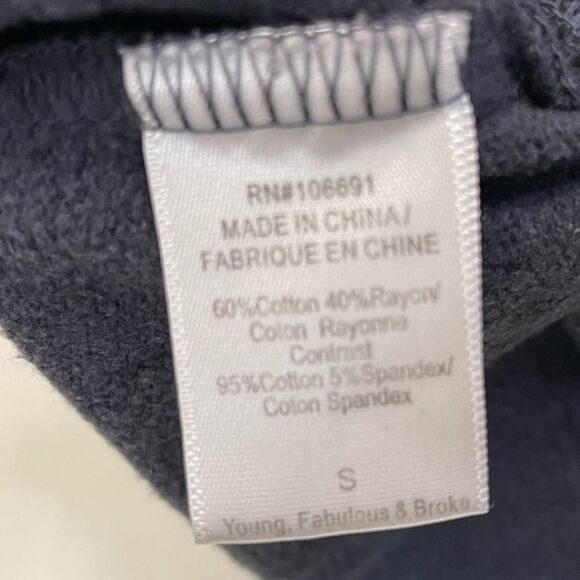 RN#106691
MADE IN CHINA/
FABRIQUE EN CHINE
60%Cotton 40%Rayon/
Coton Rayonne
Contrast
95%Cotton 5%Spandex/
Coton Spandex
S
Young, Fabulous & Broke